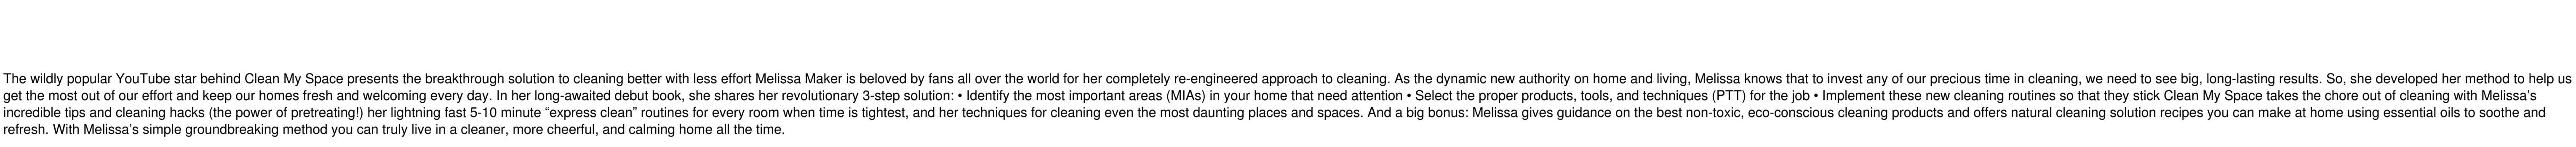 The wildly popular YouTube star behind Clean My Space presents the breakthrough solution to cleaning better with less effort Melissa Maker is beloved by fans all over the world for her completely re-engineered approach to cleaning. As the dynamic new authority on home and living, Melissa knows that to invest any of our precious time in cleaning, we need to see big, long-lasting results. So, she developed her method to help us
get the most out of our effort and keep our homes fresh and welcoming every day. In her long-awaited debut book, she shares her revolutionary 3-step solution: • Identify the most important areas (MIAs) in your home that need attention • Select the proper products, tools, and techniques (PTT) for the job • Implement these new cleaning routines so that they stick Clean My Space takes the chore out of cleaning with Melissa’s
incredible tips and cleaning hacks (the power of pretreating!) her lightning fast 5-10 minute “express clean” routines for every room when time is tightest, and her techniques for cleaning even the most daunting places and spaces. And a big bonus: Melissa gives guidance on the best non-toxic, eco-conscious cleaning products and offers natural cleaning solution recipes you can make at home using essential oils to soothe and
refresh. With Melissa’s simple groundbreaking method you can truly live in a cleaner, more cheerful, and calming home all the time.